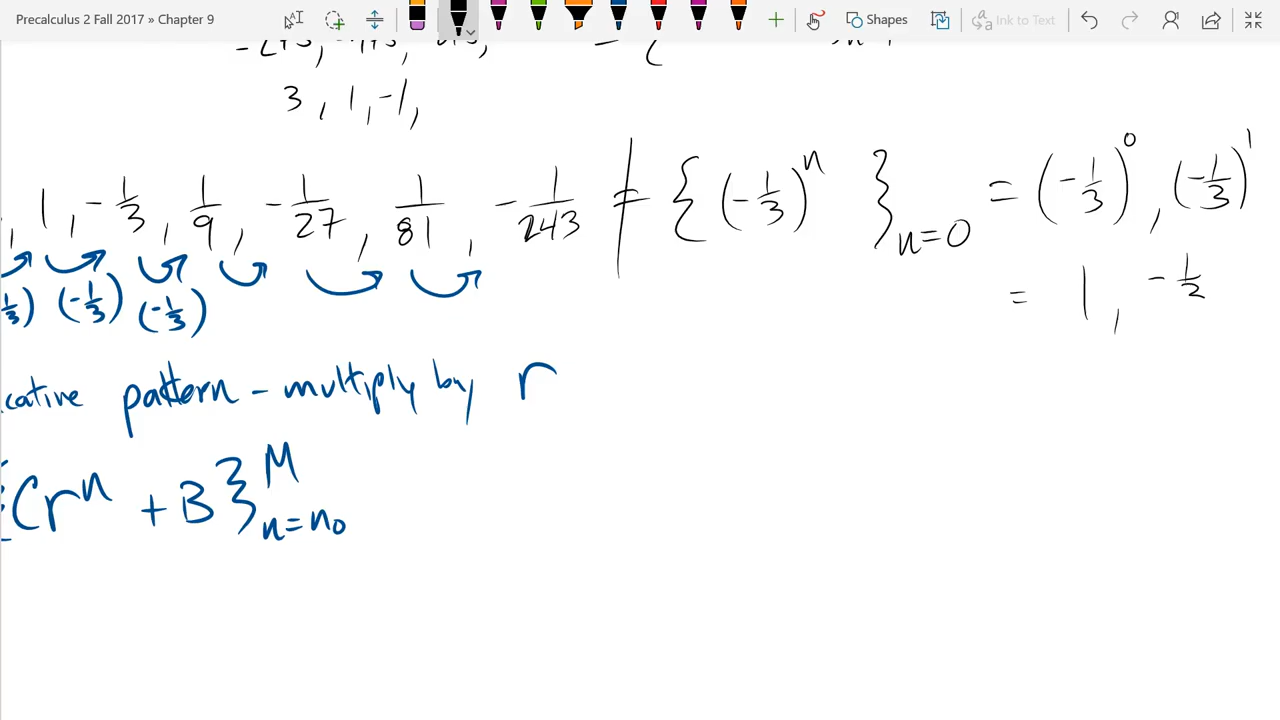 Precalculus 2 Fall 2017 » Chapter 9
Shapes
Ink to Text
3, 1, -1,
, 1, -1/3, 1/9, -1/27, 1/81, -1/243 ≠ { (-1/3)^n }_{n=0} = (-1/3)^0, (-1/3)^1
(-1/3) (-1/3)
= 1, -1/2
icative pattern - multiply by r
{Cr^n + B}^M_{n=n0}